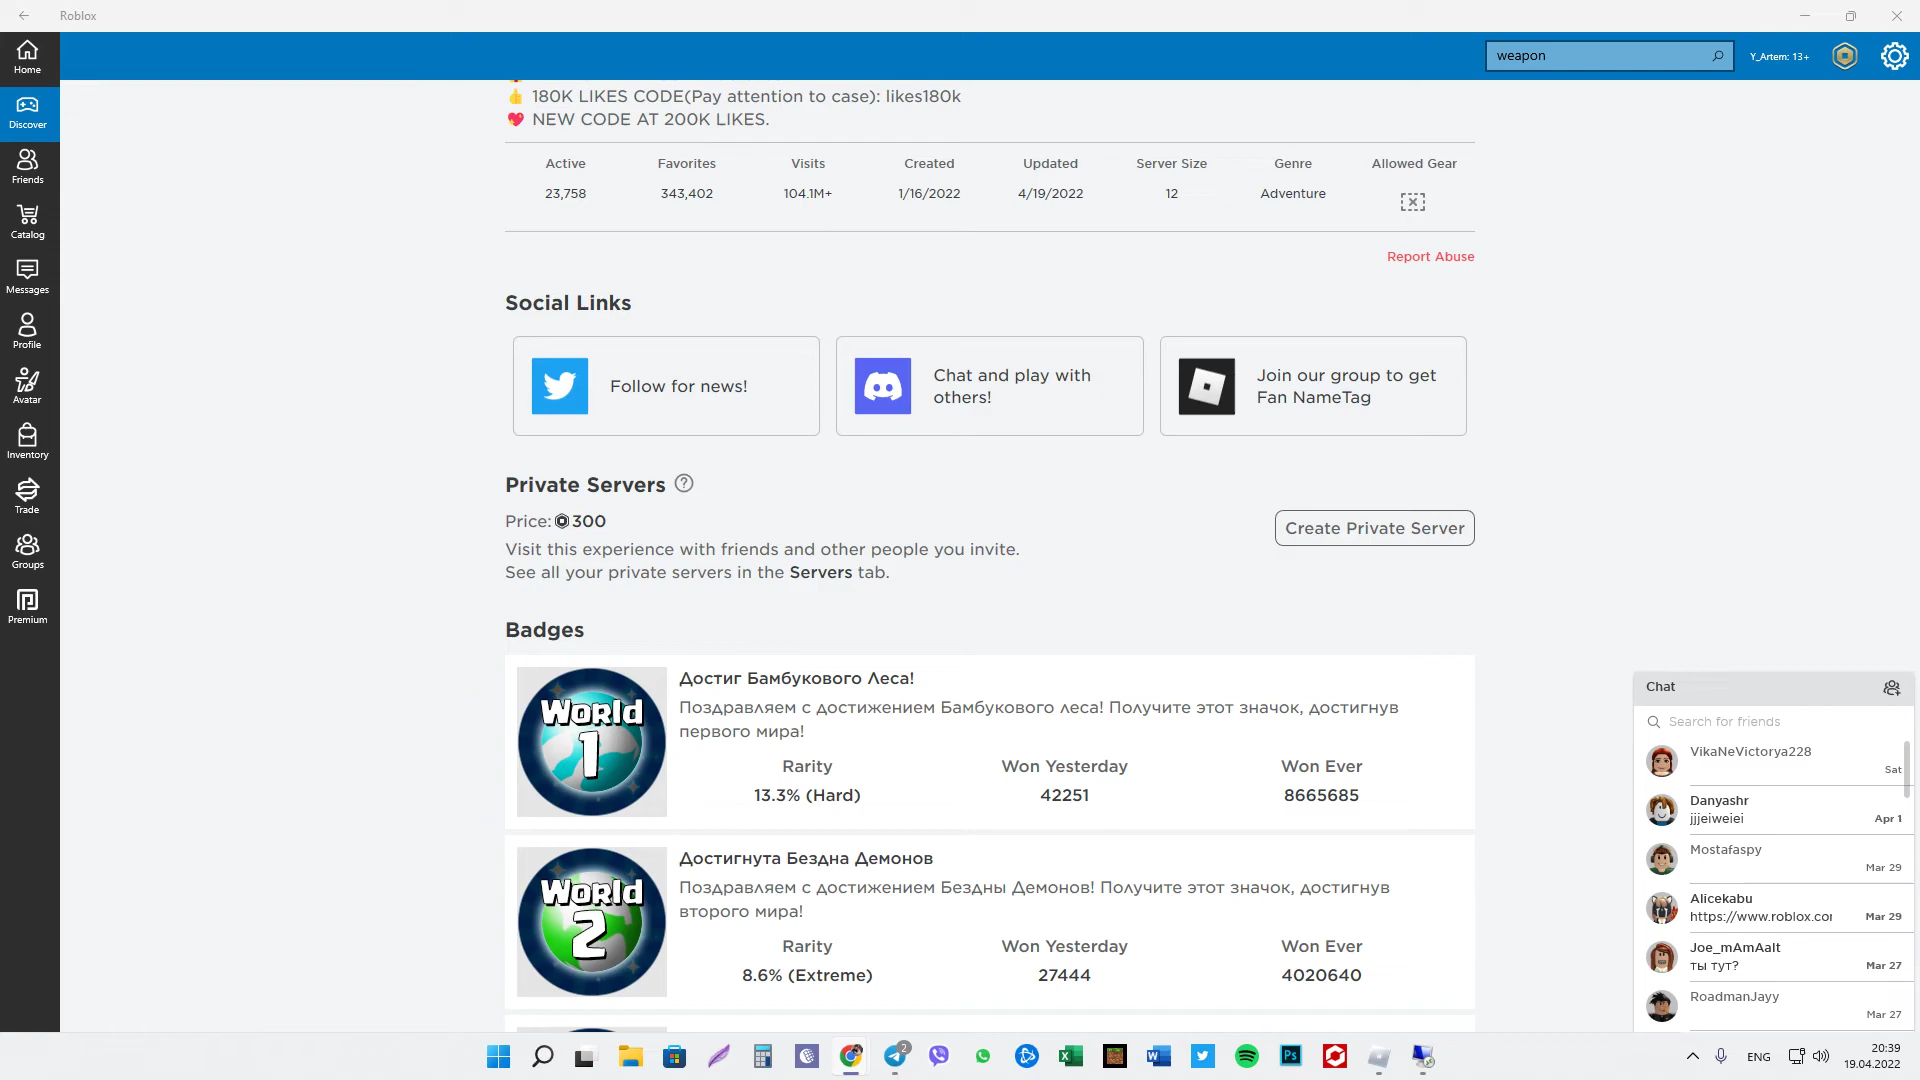 Roblox
weapon
Y_Artem: 13+
Home
Discover
Friends
Catalog
Messages
Profile
Avatar
Inventory
Trade
Groups
Premium
180K LIKES CODE(Pay attention to case): likes180k
NEW CODE AT 200K LIKES.
Active Favorites Visits Created Updated Server Size Genre Allowed Gear
23,758 343,402 104.1M+ 1/16/2022 4/19/2022 12 Adventure
Report Abuse
Social Links
Follow for news!
Chat and play with
others!
Join our group to get
Fan NameTag
Private Servers ?
Price: 300
Create Private Server
Visit this experience with friends and other people you invite.
See all your private servers in the Servers tab.
Badges
World
1
Достиг Бамбукового Леса!
Поздравляем с достижением Бамбукового леса! Получите этот значок, достигнув
первого мира!
Rarity Won Yesterday Won Ever
13.3% (Hard) 42251 8665685
World
2
Достигнута Бездна Демонов
Поздравляем с достижением Бездны Демонов! Получите этот значок, достигнув
второго мира!
Rarity Won Yesterday Won Ever
8.6% (Extreme) 27444 4020640
Chat
Search for friends
VikaNeVictorya228
Sat
Danyashr
jjjeiweiei Apr 1
Mostafaspy
Mar 29
Alicekabu
https://www.roblox.cor Mar 29
Joe_mAmAalt
ты тут? Mar 27
RoadmanJayy
Mar 27
2
Ps
ENG
20:39
19.04.2022